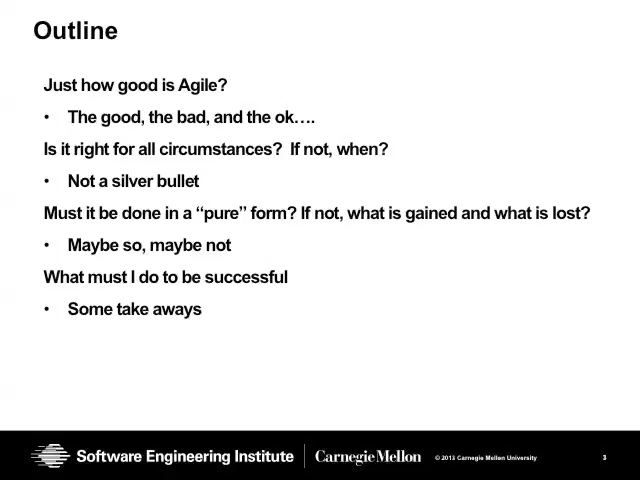 Outline
Just how good is Agile?
• The good, the bad, and the ok….
Is it right for all circumstances?  If not, when?
• Not a silver bullet
Must it be done in a “pure” form? If not, what is gained and what is lost?
• Maybe so, maybe not
What must I do to be successful
• Some take aways
Software Engineering Institute | Carnegie Mellon © 2013 Carnegie Mellon University 3